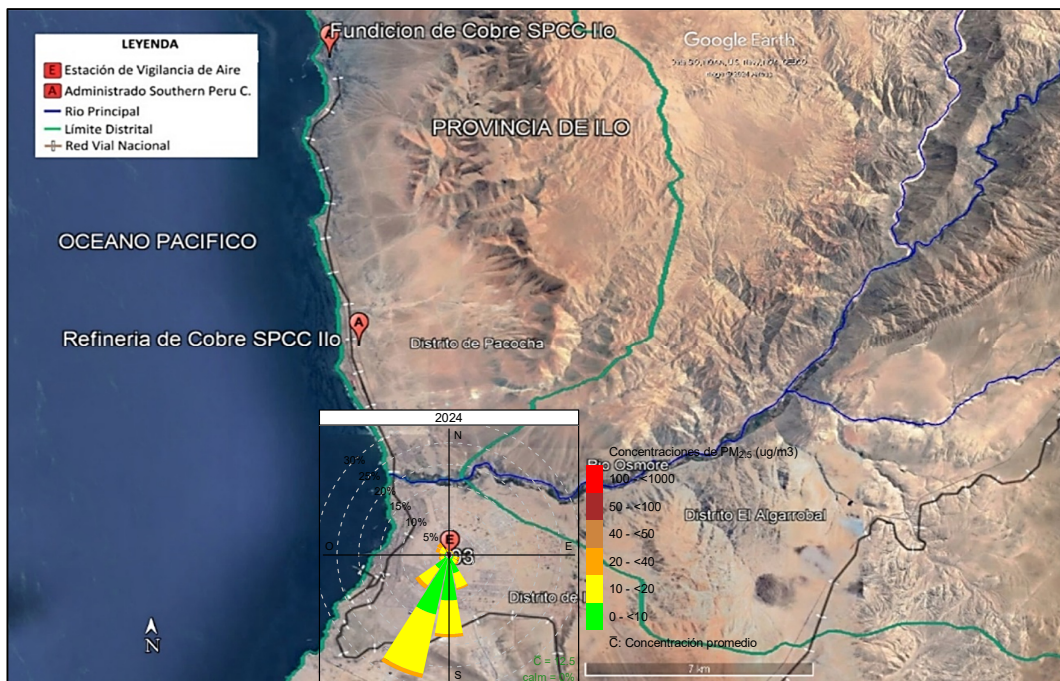 LEYENDA
E Estación de Vigilancia de Aire
A Administrado Southern Peru C.
Rio Principal
Límite Distrital
Red Vial Nacional
A
Fundicion de Cobre SPCC Ilo
Google Earth
PROVINCIA DE ILO
OCEANO PACIFICO
A
Refineria de Cobre SPCC Ilo
Distrito de Pacocha
2024
N
30%
25%
20%
15%
10%
5%
O
E
E
S
Concentraciones de PM2.5 (ug/m3)
Rio Osmore
100 - <1000
50 - <100
40 - <50
20 - <40
10 - <20
0 - <10
C: Concentración promedio
Distrito El Algarrobal
Distrito de
7 km
N